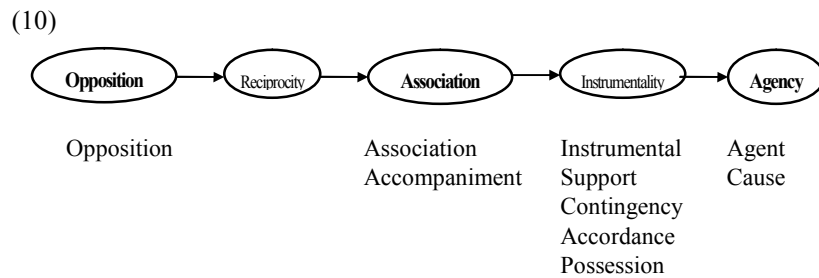 (10)
Opposition Reciprocity Association Instrumentality Agency
Opposition Association Instrumental Agent
Accompaniment Support Cause
Contingency
Accordance
Possession